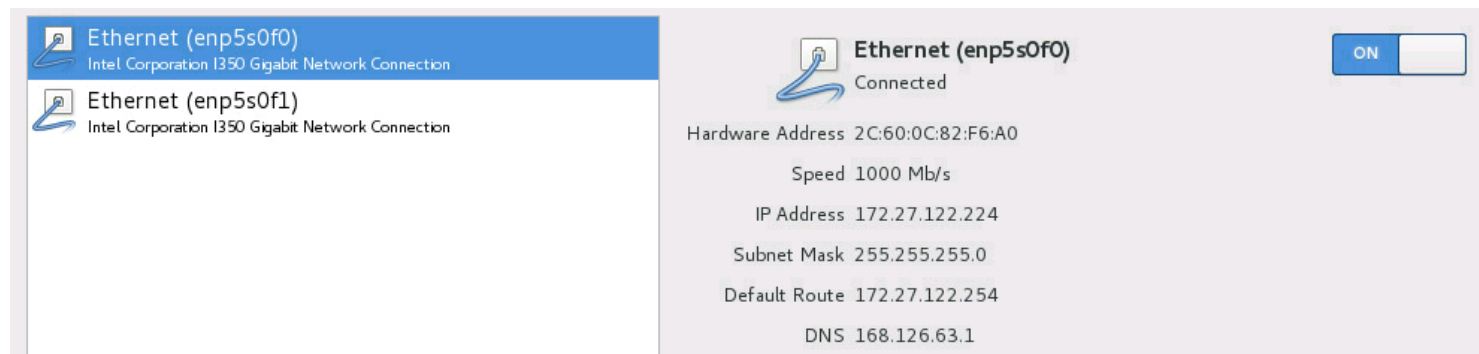 Ethernet (enp5s0f0)
Intel Corporation I350 Gigabit Network Connection
Ethernet (enp5s0f1)
Intel Corporation I350 Gigabit Network Connection
Ethernet (enp5s0f0)
Connected
ON
Hardware Address 2C:60:0C:82:F6:A0
Speed 1000 Mb/s
IP Address 172.27.122.224
Subnet Mask 255.255.255.0
Default Route 172.27.122.254
DNS 168.126.63.1